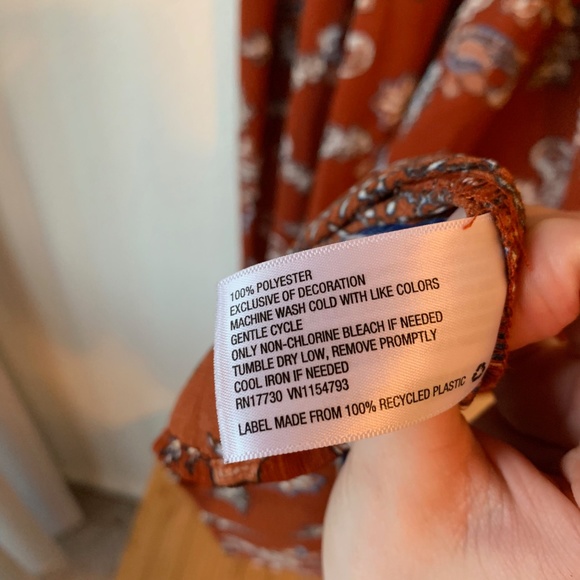 100% POLYESTER
EXCLUSIVE OF DECORATION
MACHINE WASH COLD WITH LIKE COLORS
GENTLE CYCLE
ONLY NON-CHLORINE BLEACH IF NEEDED
TUMBLE DRY LOW, REMOVE PROMPTLY
COOL IRON IF NEEDED
RN17730 VN1154793
LABEL MADE FROM 100% RECYCLED PLASTIC